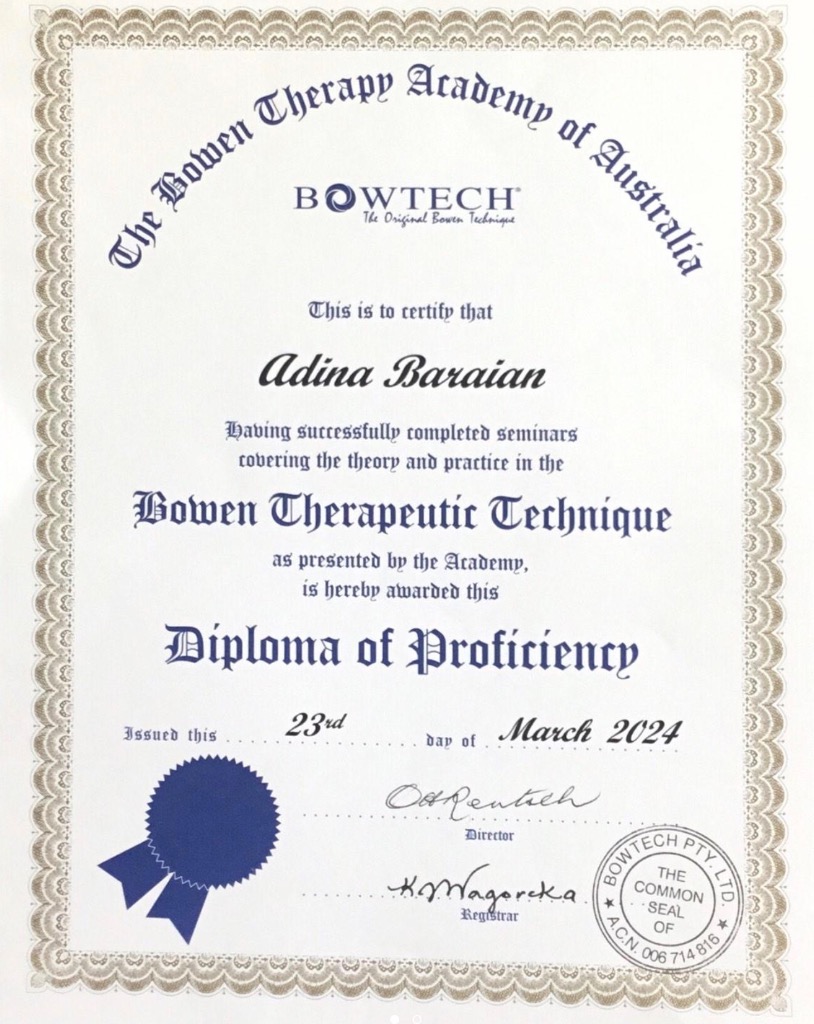 The Bowen Therapy Academy of Australia
BOWTECH®
The Original Bowen Technique
This is to certify that
Adina Baraian
Having successfully completed seminars
covering the theory and practice in the
Bowen Therapeutic Technique
as presented by the Academy,
is hereby awarded this
Diploma of Proficiency
Issued this 23rd day of March 2024
Director
Registrar
BOWTECH PTY. LTD.
THE
COMMON
SEAL
OF
★ A.C.N. 006 714 816 ★